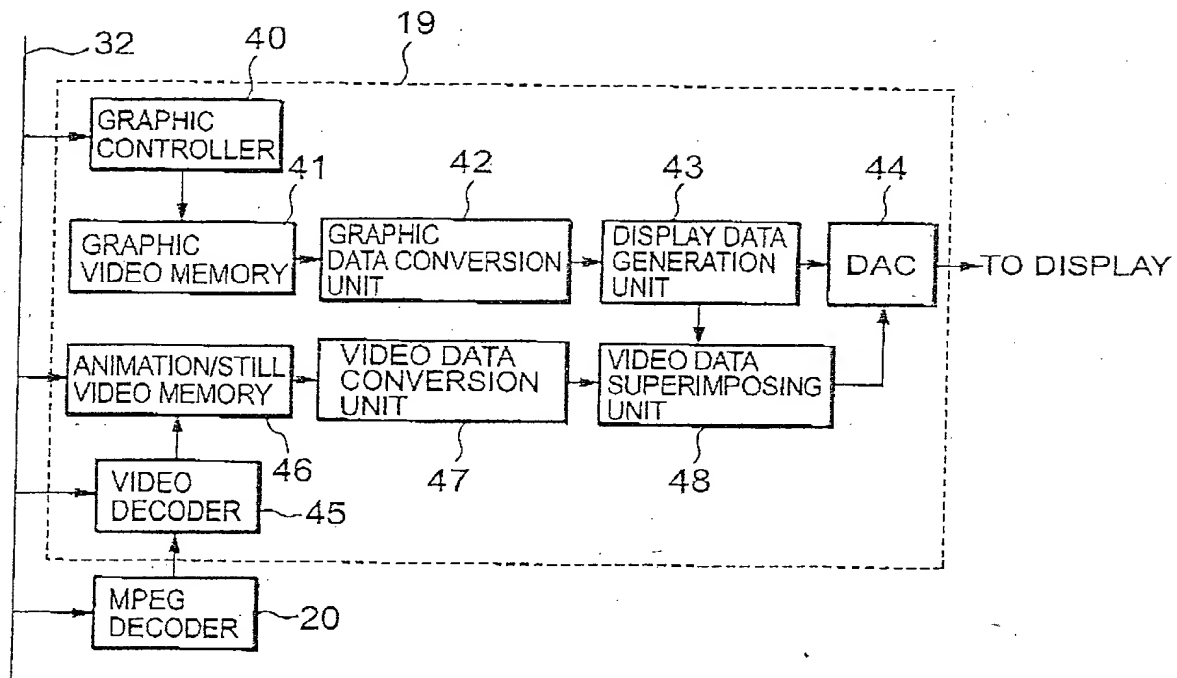 19
32
40
GRAPHIC
CONTROLLER
41
42
43
44
GRAPHIC
VIDEO MEMORY
GRAPHIC
DATA CONVERSION
UNIT
DISPLAY DATA
GENERATION
UNIT
DAC
TO DISPLAY
ANIMATION/STILL
VIDEO MEMORY
VIDEO DATA
CONVERSION
UNIT
VIDEO DATA
SUPERIMPOSING
UNIT
46
47
48
VIDEO
DECODER
45
MPEG
DECODER
20